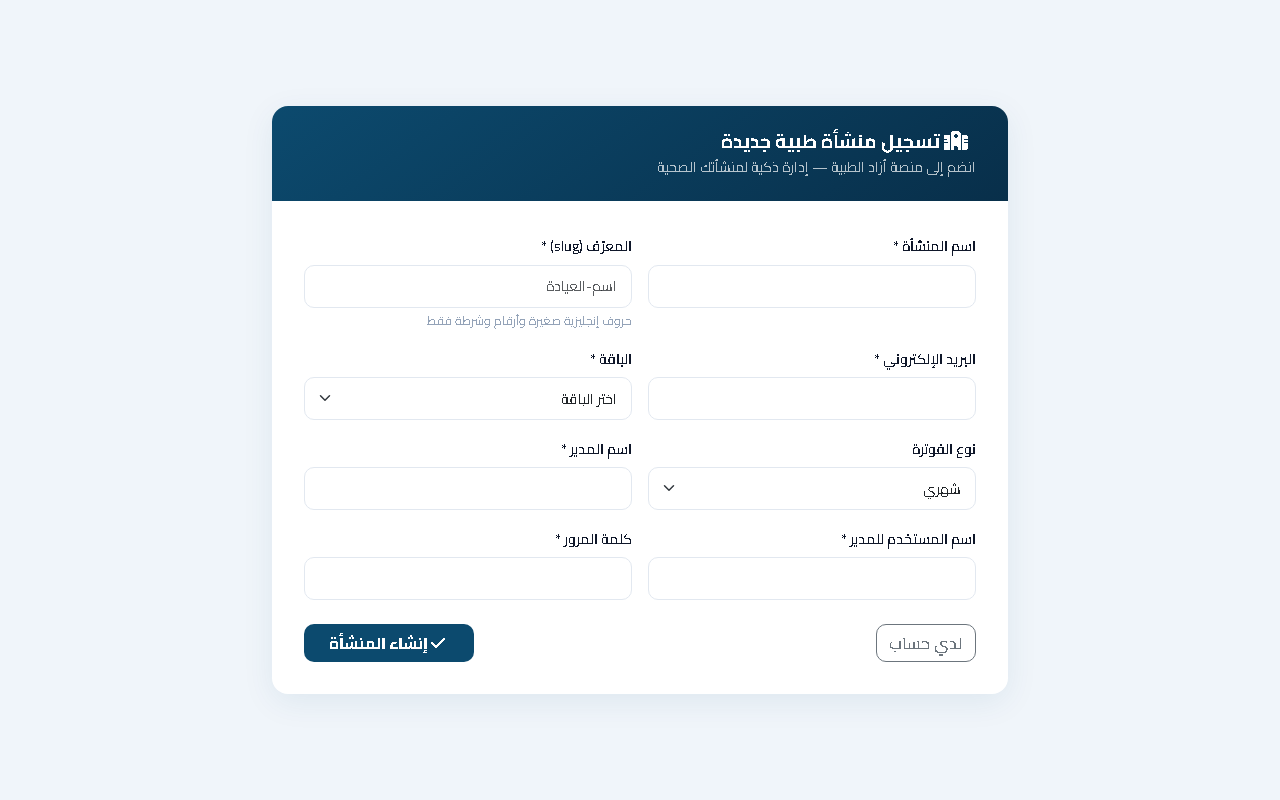 تسجيل منشأة طبية جديدة
انضم إلى منصة آزاد الطبية — إدارة ذكية لمنشأتك الصحية
اسم المنشأة *
المعرّف (slug) *
اسم-العيادة
حروف إنجليزية صغيرة وأرقام وشرطة فقط
البريد الإلكتروني *
الباقة *
اختر الباقة
نوع الفوترة
شهري
اسم المدير *
اسم المستخدم للمدير *
كلمة المرور *
لدي حساب
إنشاء المنشأة